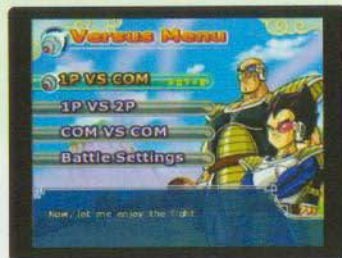 Versus Menu
1P VS COM
1P VS 2P
COM VS COM
Battle Settings
Now, let me enjoy the fight